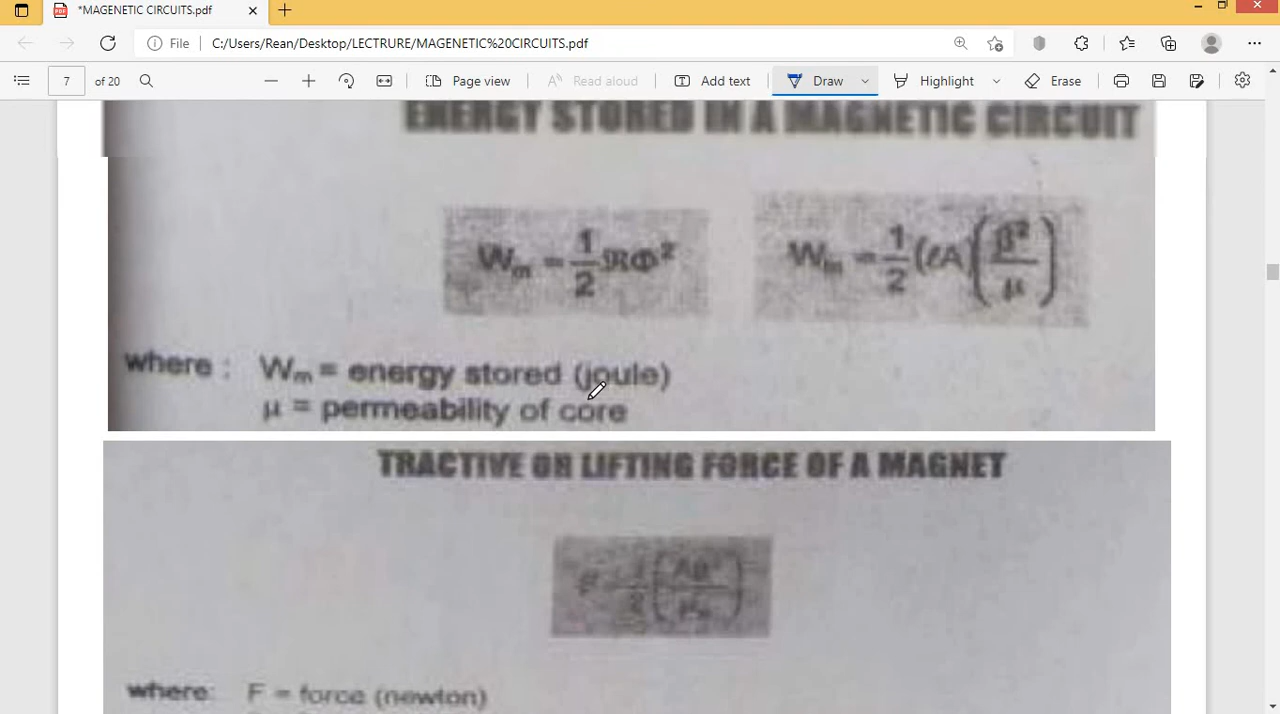 *MAGENETIC CIRCUITS.pdf
File C:/Users/Rean/Desktop/LECTRURE/MAGENETIC%20CIRCUITS.pdf
7 of 20 Page view Read aloud Add text Draw Highlight Erase
ENERGY STORED IN A MAGNETIC CIRCUIT
Wm = 1/2 ℜΦ² Wm = 1/2 (ℓA) (β²/μ)
where : Wm = energy stored (joule)
μ = permeability of core
TRACTIVE OR LIFTING FORCE OF A MAGNET
where: F = force (newton)